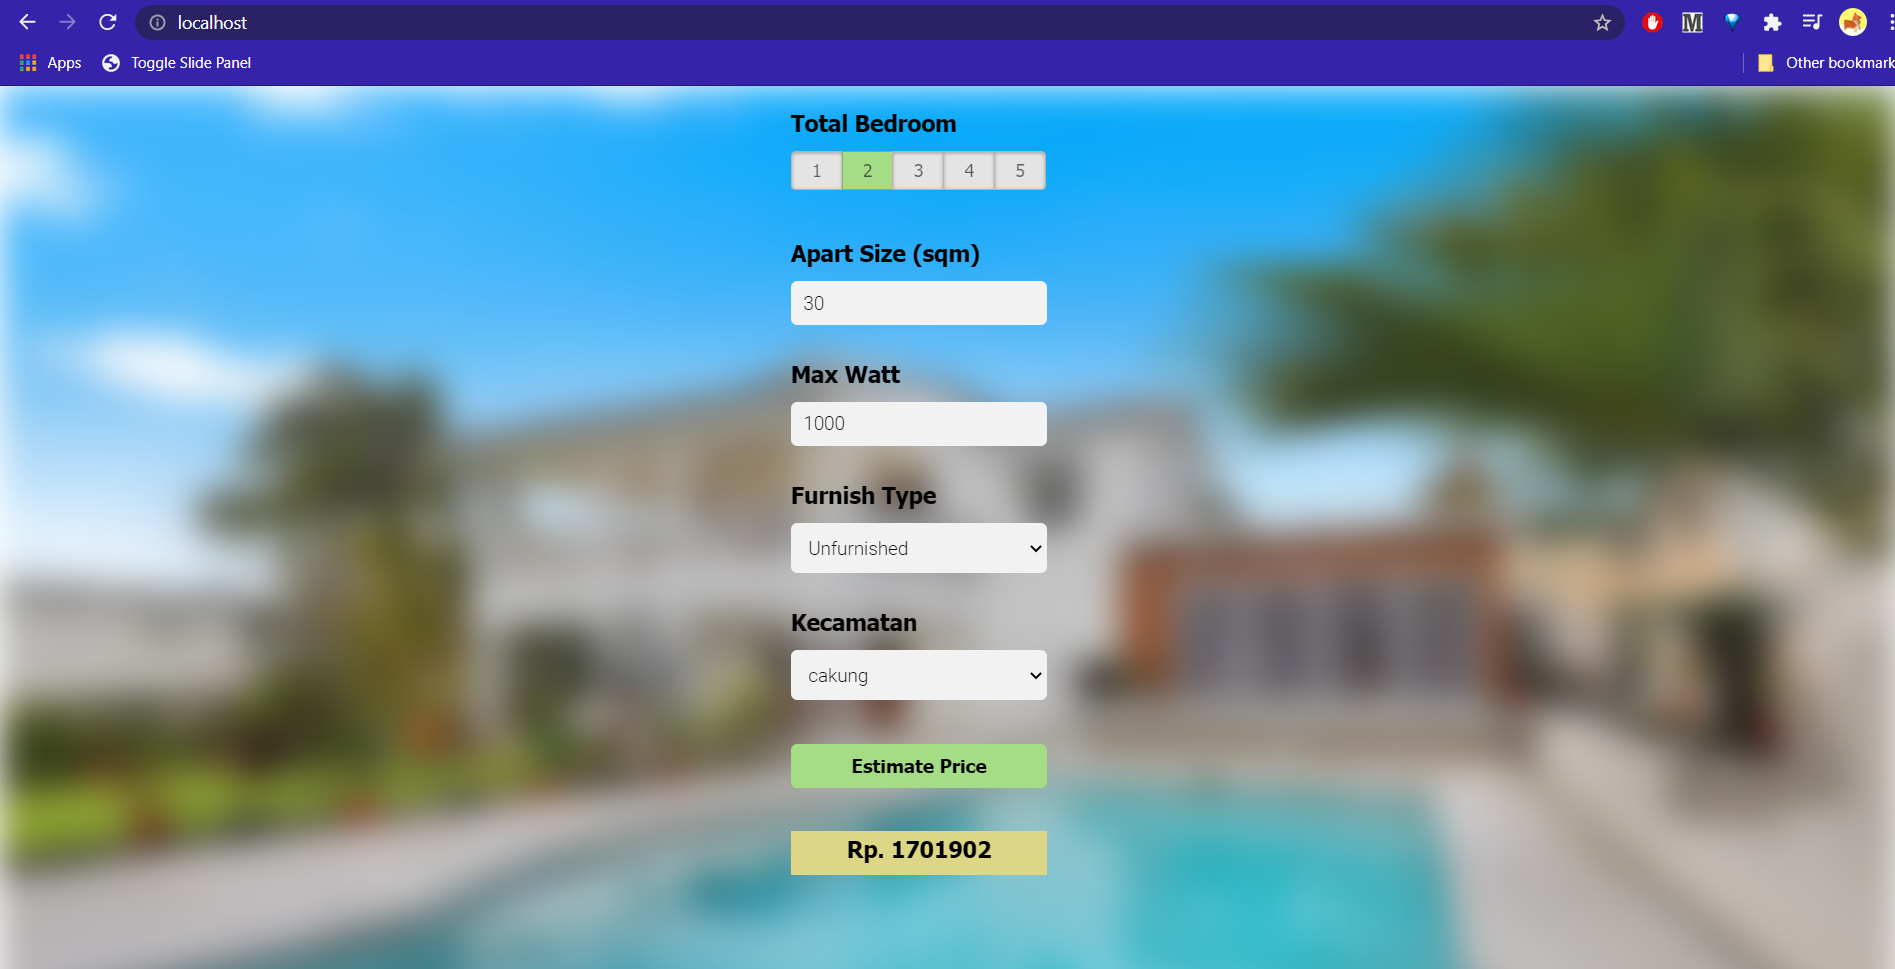 localhost
Apps
Toggle Slide Panel
Other bookmark
Total Bedroom
1 2 3 4 5
Apart Size (sqm)
30
Max Watt
1000
Furnish Type
Unfurnished
Kecamatan
cakung
Estimate Price
Rp. 1701902